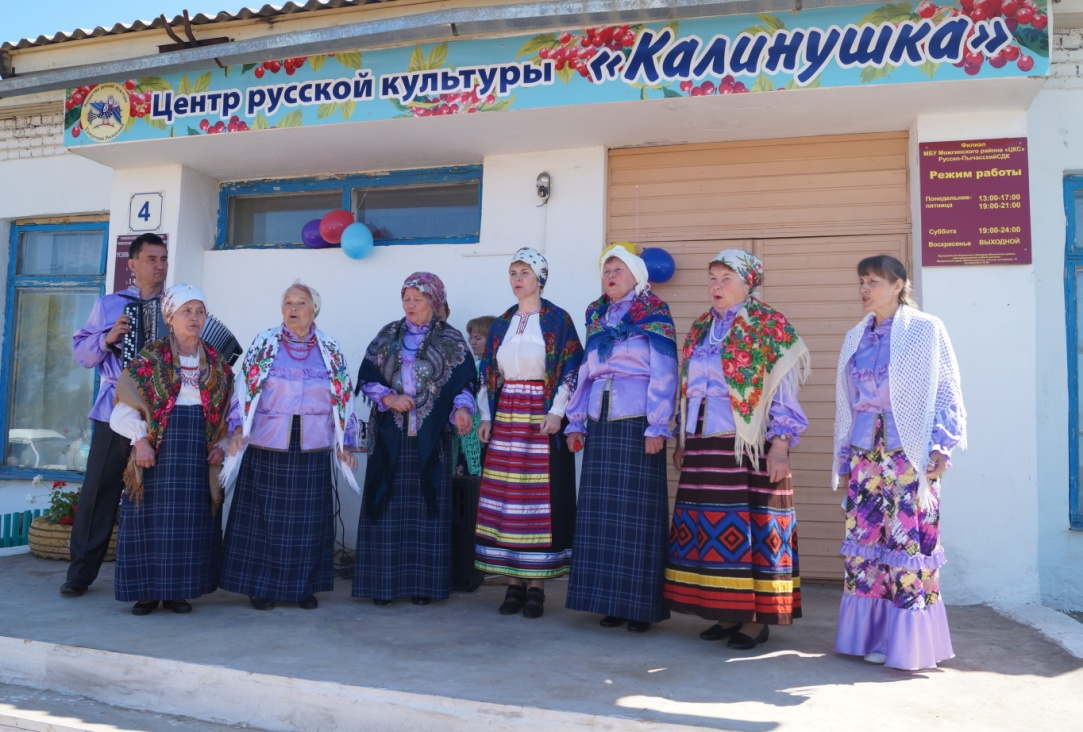 Центр русской культуры «Калинушка»
4
Филиал
МБУ Можгинского района «ЦКС»
Русско-Пычасский СДК
Режим работы
Понедельник- 13:00-17:00
пятница 19:00-21:00
Суббота 19:00-24:00
Воскресенье ВЫХОДНОЙ